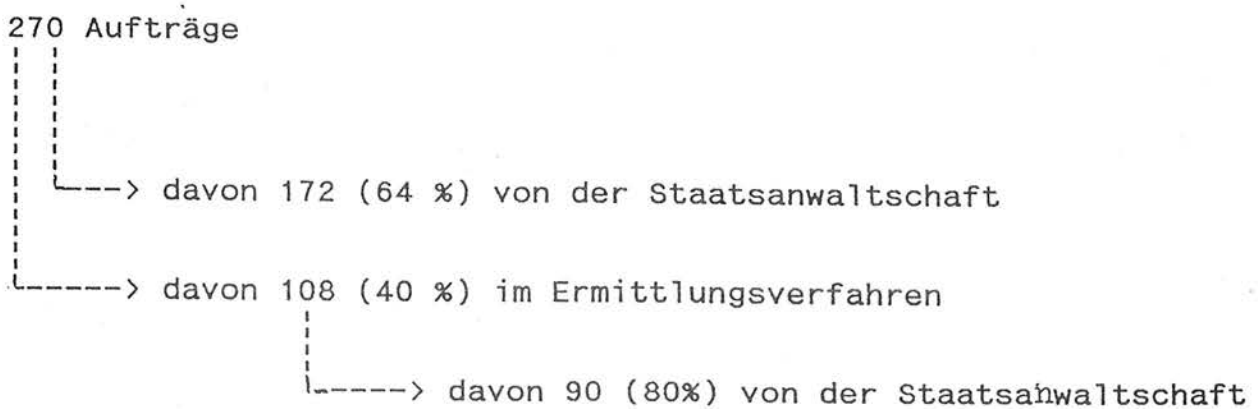 270 Aufträge
davon 172 (64 %) von der Staatsanwaltschaft
davon 108 (40 %) im Ermittlungsverfahren
davon 90 (80%) von der Staatsanwaltschaft